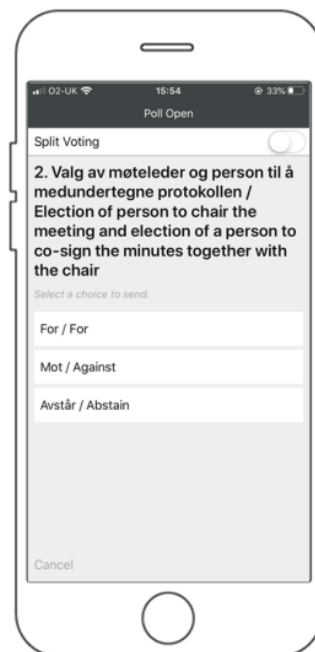 O2-UK 15:54 33%
Poll Open
Split Voting
2. Valg av møteleder og person til å
medundertegne protokollen /
Election of person to chair the
meeting and election of a person to
co-sign the minutes together with
the chair
Select a choice to send.
For / For
Mot / Against
Avstår / Abstain
Cancel